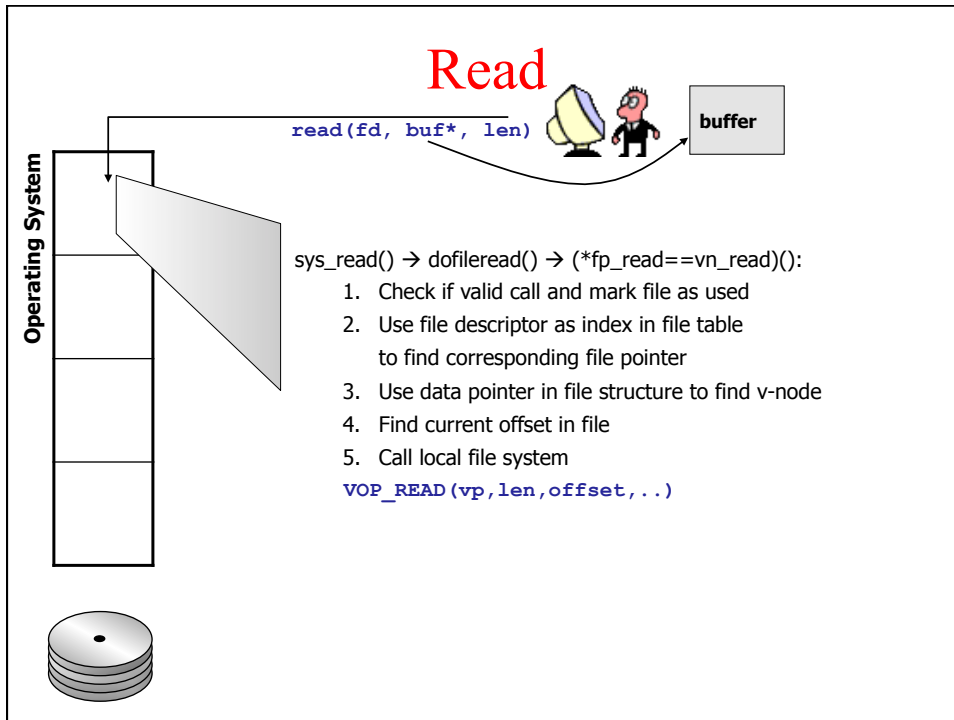 Read
read(fd, buf*, len)
buffer
Operating System
sys_read() → dofileread() → (*fp_read==vn_read)():
1. Check if valid call and mark file as used
2. Use file descriptor as index in file table
to find corresponding file pointer
3. Use data pointer in file structure to find v-node
4. Find current offset in file
5. Call local file system
VOP_READ(vp,len,offset,..)